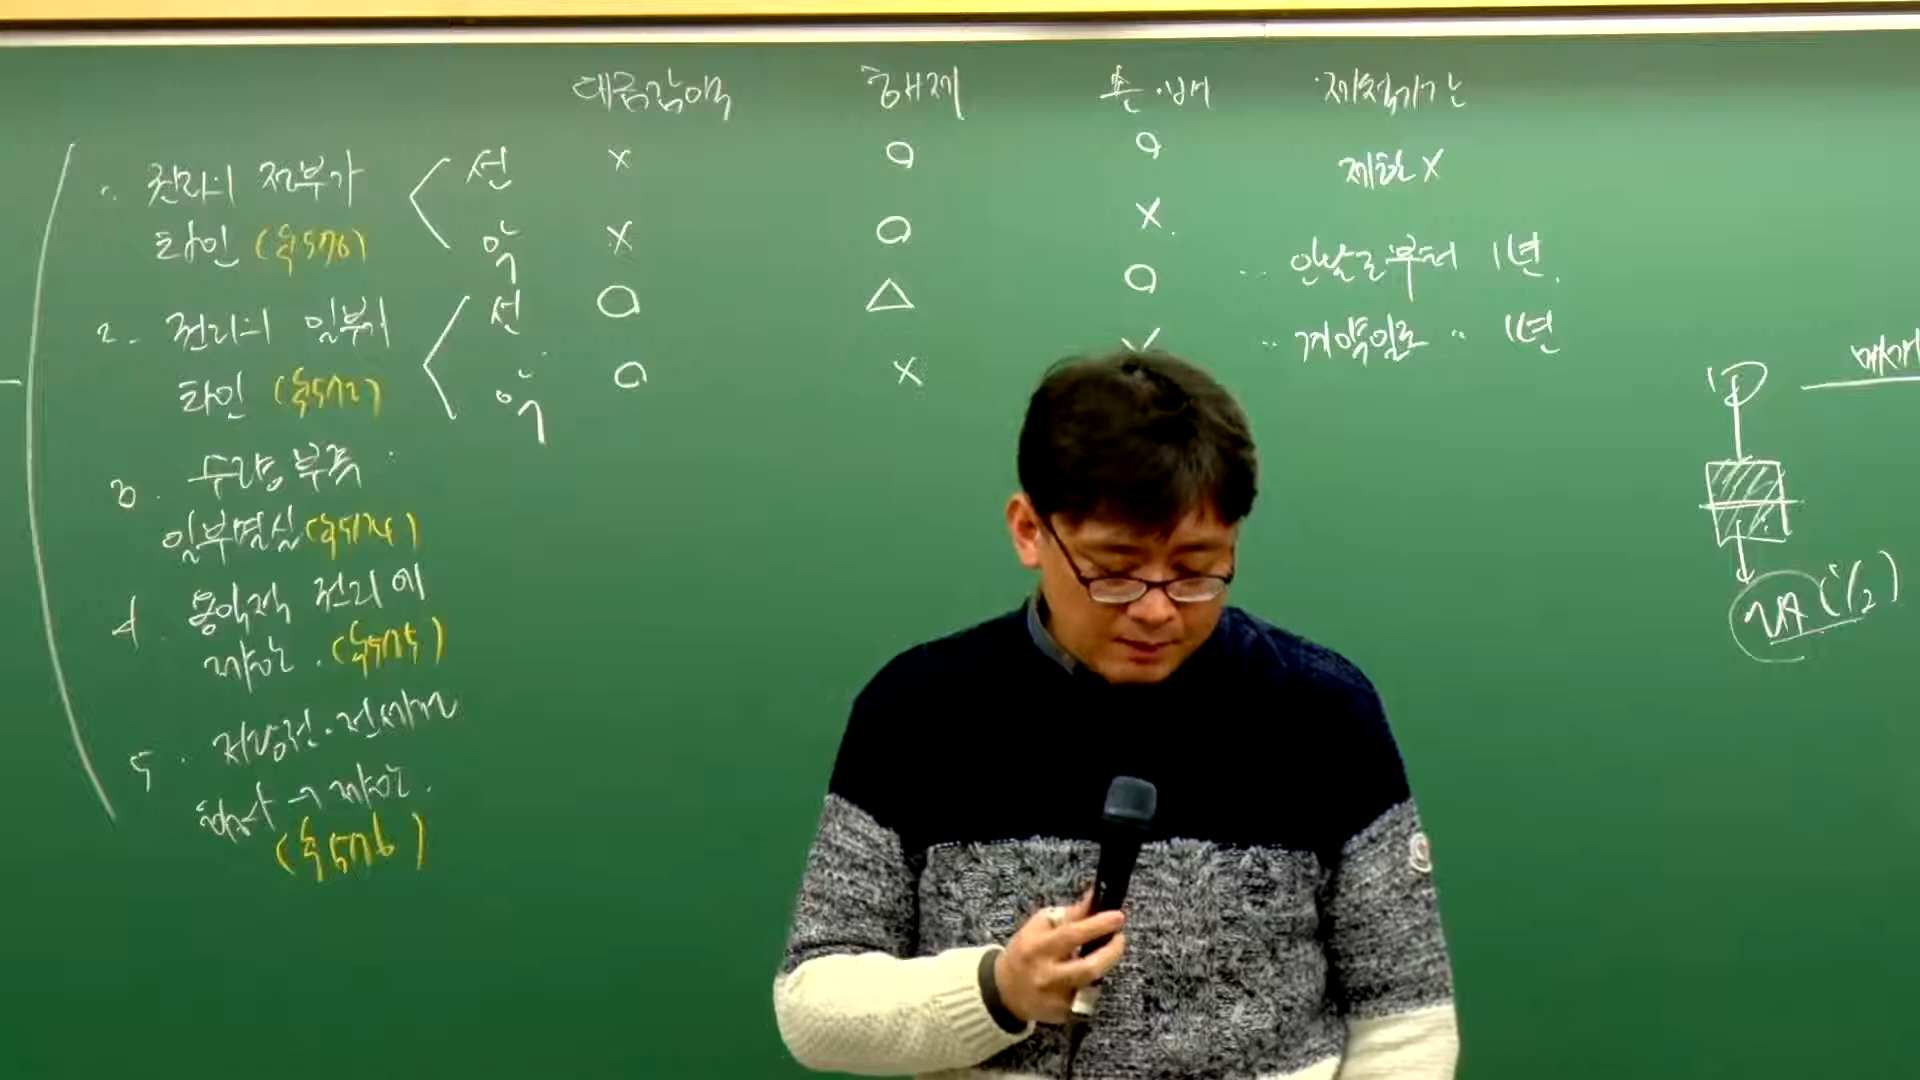 대금감액 해제 손·배 제척기간
1. 권리의 전부가 선 x O O 제한 X
타인 (§570) 악 x O X
2. 권리의 일부가 선 O △ O 안날로부터 1년
타인 (§572) 악 O x 계약일로 〃 1년
3. 수량부족
일부멸실 (§574)
4. 용익적 권리에
제한. (§575)
5. 저당권·전세권
행사 → 제한.
(§576)
(1/2)